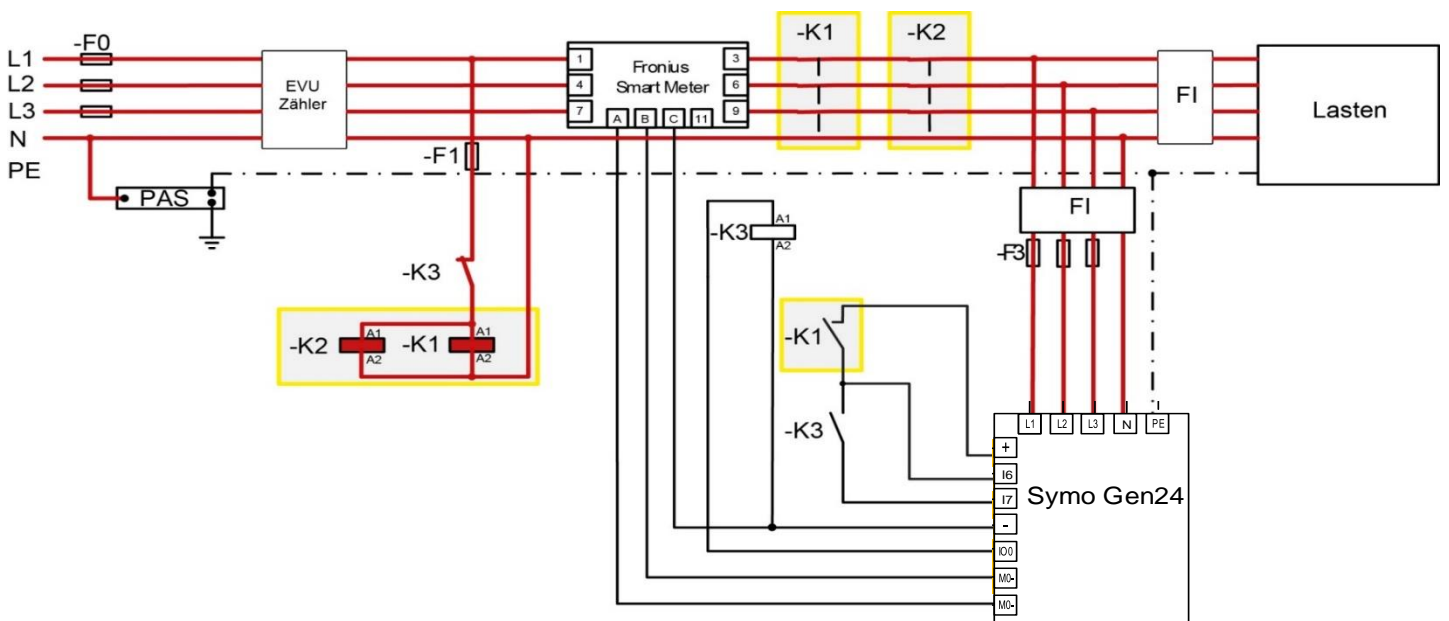 -F0
-K1
-K2
L1
L2
L3
N
PE
EVU
Zähler
1
4
7
Fronius
Smart Meter
3
6
9
A
B
C
11
FI
Lasten
-F1
PAS
-K3
A1
A2
FI
-F3
-K3
-K2
A1
A2
-K1
A1
A2
-K1
-K3
L1
L2
L3
N
PE
+
I6
I7
-
IO0
M0-
M0-
Symo Gen24